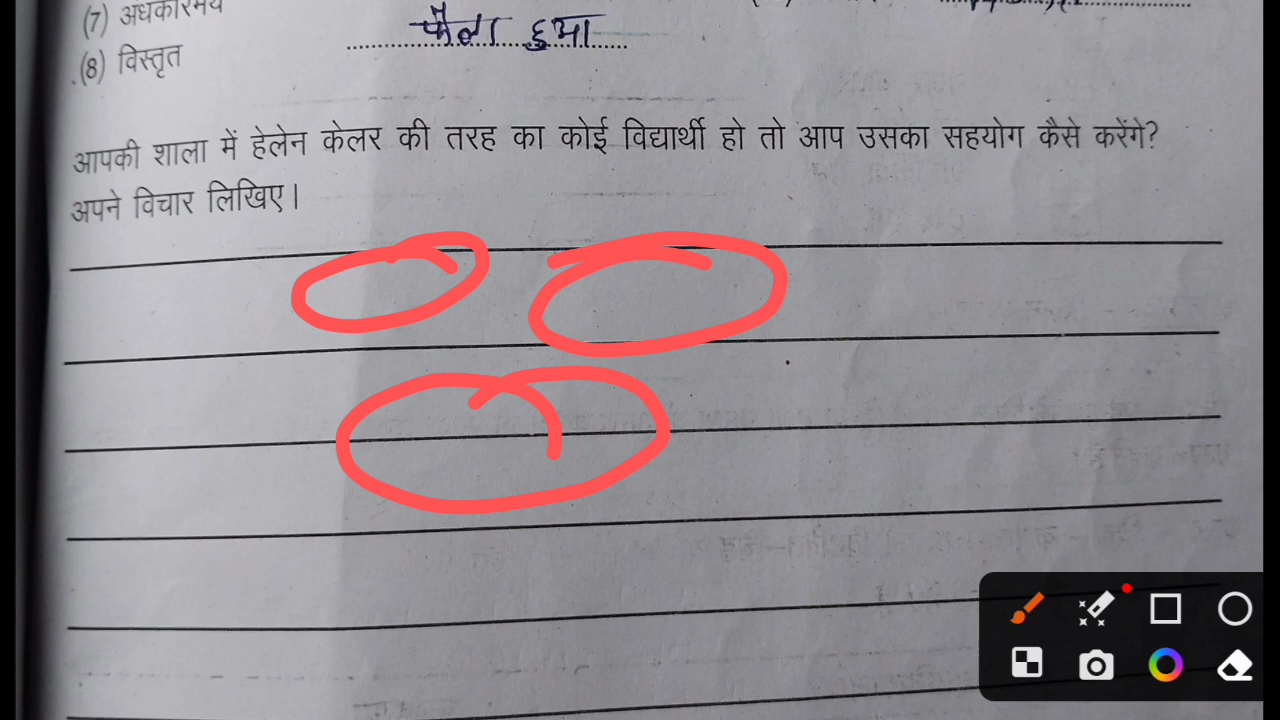 (7) अंधकारमय
फैला हुआ
(8) विस्तृत
आपकी शाला में हेलेन केलर की तरह का कोई विद्यार्थी हो तो आप उसका सहयोग कैसे करेंगे?
अपने विचार लिखिए।